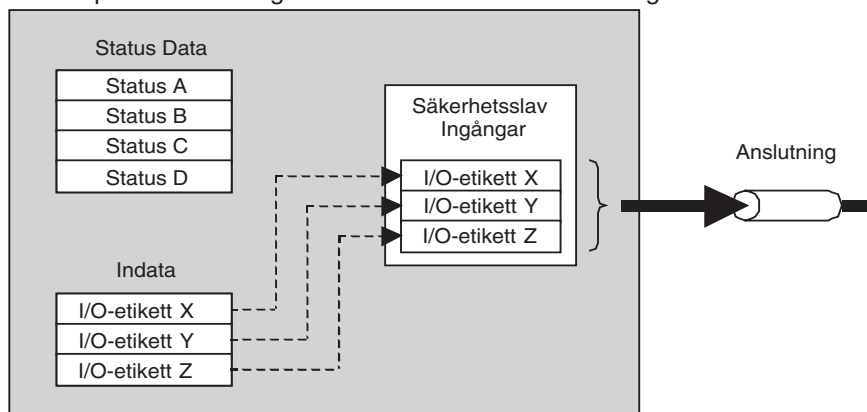 Status Data
Status A
Status B
Status C
Status D
Säkerhetsslav
Ingångar
I/O-etikett X
I/O-etikett Y
I/O-etikett Z
Anslutning
Indata
I/O-etikett X
I/O-etikett Y
I/O-etikett Z